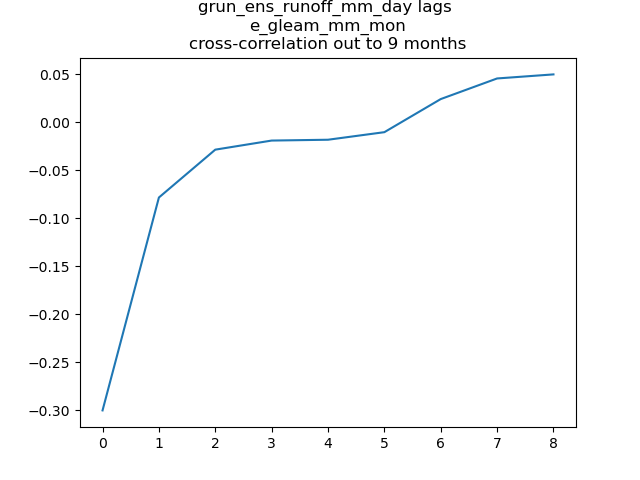 grun_ens_runoff_mm_day lags
e_gleam_mm_mon
cross-correlation out to 9 months
0.05
0.00
−0.05
−0.10
−0.15
−0.20
−0.25
−0.30
0 1 2 3 4 5 6 7 8